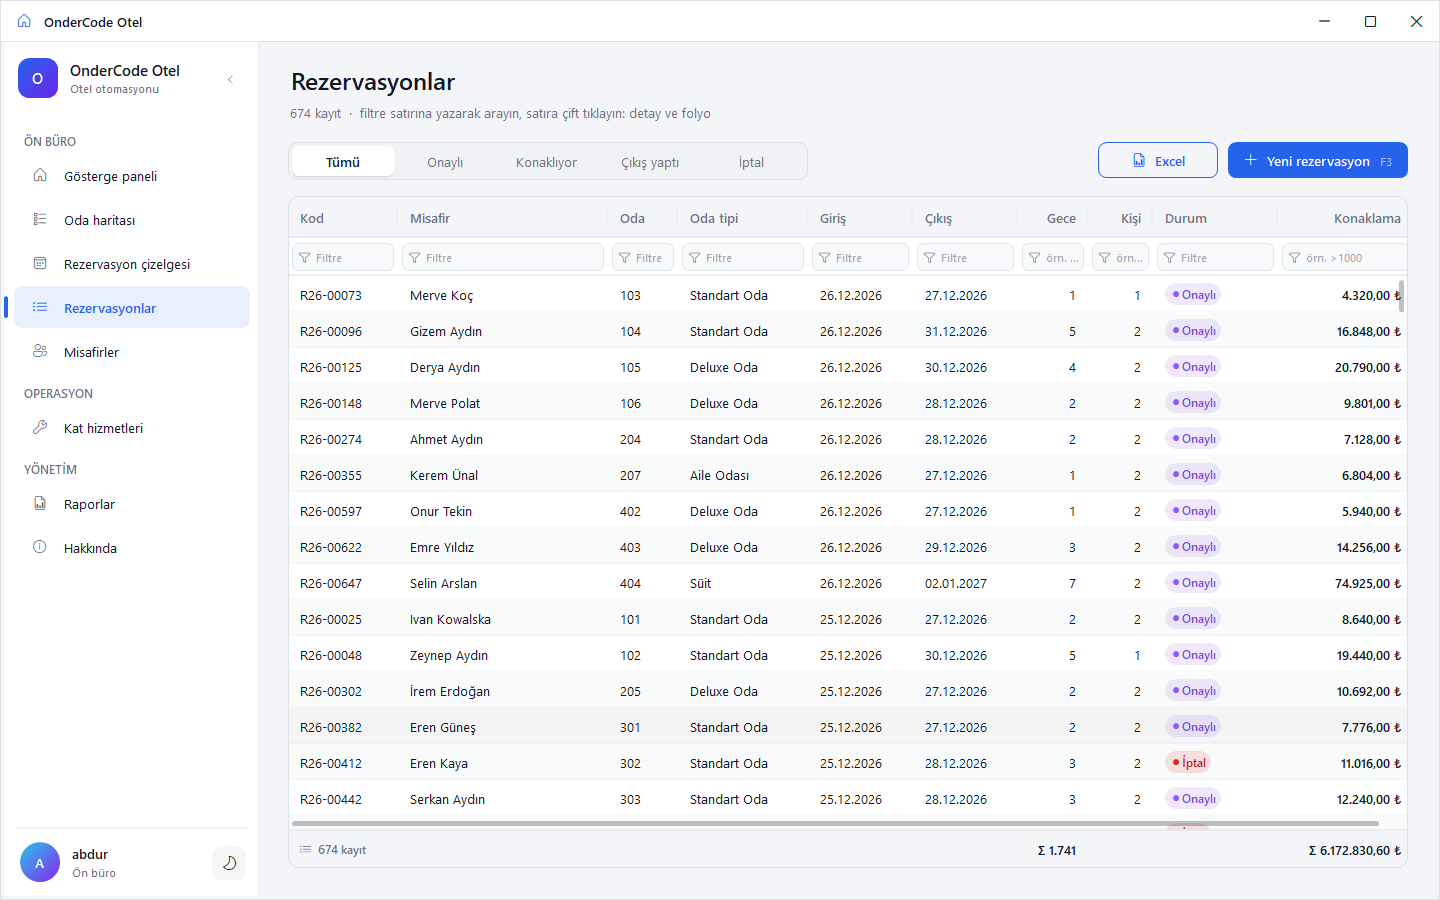 OnderCode Otel
O
OnderCode Otel
Otel otomasyonu
ÖN BÜRO
Gösterge paneli
Oda haritası
Rezervasyon çizelgesi
Rezervasyonlar
Misafirler
OPERASYON
Kat hizmetleri
YÖNETİM
Raporlar
Hakkında
A
abdur
Ön büro
Rezervasyonlar
674 kayıt · filtre satırına yazarak arayın, satıra çift tıklayın: detay ve folyo
Tümü Onaylı Konaklıyor Çıkış yaptı İptal
Excel
Yeni rezervasyon F3
Kod Misafir Oda Oda tipi Giriş Çıkış Gece Kişi Durum Konaklama
Filtre Filtre Filtre Filtre Filtre Filtre örn. ... örn... Filtre örn. >1000
R26-00073 Merve Koç 103 Standart Oda 26.12.2026 27.12.2026 1 1 Onaylı 4.320,00 ₺
R26-00096 Gizem Aydın 104 Standart Oda 26.12.2026 31.12.2026 5 2 Onaylı 16.848,00 ₺
R26-00125 Derya Aydın 105 Deluxe Oda 26.12.2026 30.12.2026 4 2 Onaylı 20.790,00 ₺
R26-00148 Merve Polat 106 Deluxe Oda 26.12.2026 28.12.2026 2 2 Onaylı 9.801,00 ₺
R26-00274 Ahmet Aydın 204 Standart Oda 26.12.2026 28.12.2026 2 2 Onaylı 7.128,00 ₺
R26-00355 Kerem Ünal 207 Aile Odası 26.12.2026 27.12.2026 1 2 Onaylı 6.804,00 ₺
R26-00597 Onur Tekin 402 Deluxe Oda 26.12.2026 27.12.2026 1 2 Onaylı 5.940,00 ₺
R26-00622 Emre Yıldız 403 Deluxe Oda 26.12.2026 29.12.2026 3 2 Onaylı 14.256,00 ₺
R26-00647 Selin Arslan 404 Süit 26.12.2026 02.01.2027 7 2 Onaylı 74.925,00 ₺
R26-00025 Ivan Kowalska 101 Standart Oda 25.12.2026 27.12.2026 2 2 Onaylı 8.640,00 ₺
R26-00048 Zeynep Aydın 102 Standart Oda 25.12.2026 30.12.2026 5 1 Onaylı 19.440,00 ₺
R26-00302 İrem Erdoğan 205 Deluxe Oda 25.12.2026 27.12.2026 2 2 Onaylı 10.692,00 ₺
R26-00382 Eren Güneş 301 Standart Oda 25.12.2026 27.12.2026 2 2 Onaylı 7.776,00 ₺
R26-00412 Eren Kaya 302 Standart Oda 25.12.2026 28.12.2026 3 2 İptal 11.016,00 ₺
R26-00442 Serkan Aydın 303 Standart Oda 25.12.2026 28.12.2026 3 2 Onaylı 12.240,00 ₺
674 kayıt Σ 1.741 Σ 6.172.830,60 ₺